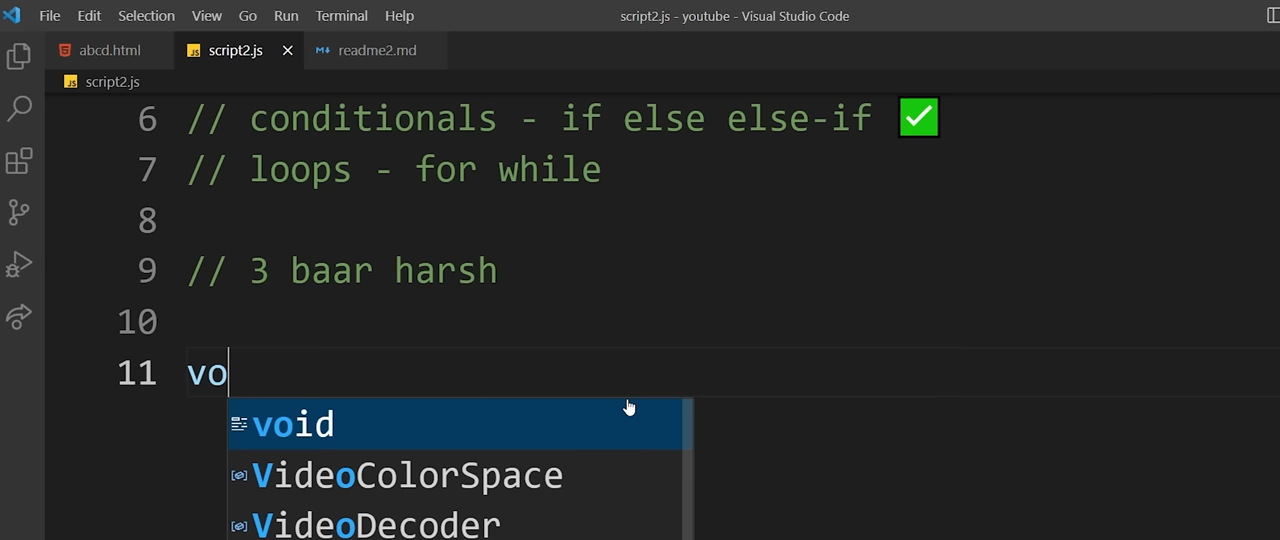 File Edit Selection View Go Run Terminal Help script2.js - youtube - Visual Studio Code
abcd.html JS script2.js × readme2.md
JS script2.js
6 // conditionals - if else else-if ✅
7 // loops - for while
8
9 // 3 baar harsh
10
11 vo
void
VideoColorSpace
VideoDecoder